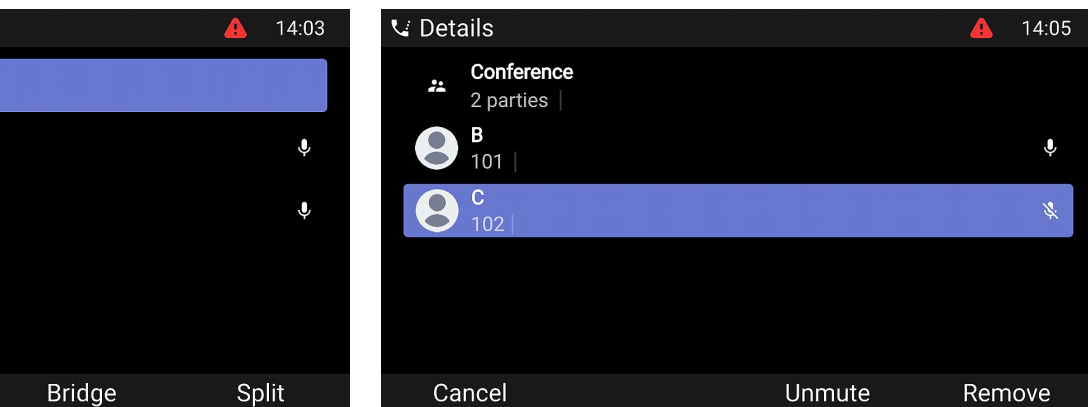 14:03
Bridge Split
Details 14:05
Conference
2 parties
B
101
C
102
Cancel Unmute Remove